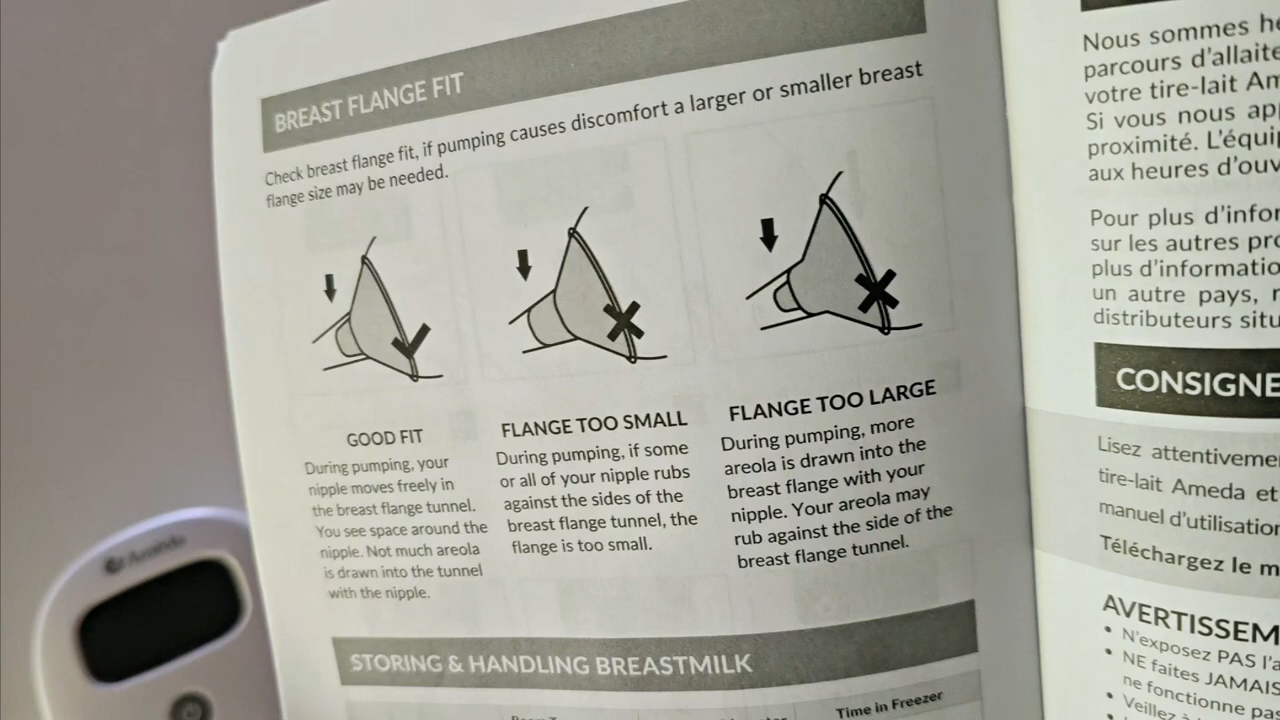 BREAST FLANGE FIT
Check breast flange fit, if pumping causes discomfort a larger or smaller breast
flange size may be needed.
GOOD FIT
During pumping, your
nipple moves freely in
the breast flange tunnel.
You see space around the
nipple. Not much areola
is drawn into the tunnel
with the nipple.
FLANGE TOO SMALL
During pumping, if some
or all of your nipple rubs
against the sides of the
breast flange tunnel, the
flange is too small.
FLANGE TOO LARGE
During pumping, more
areola is drawn into the
breast flange with your
nipple. Your areola may
rub against the side of the
breast flange tunnel.
STORING & HANDLING BREASTMILK
Time in Freezer
Nous sommes he
parcours d'allaite
votre tire-lait Am
Si vous nous app
proximité. L'équip
aux heures d'ouv
Pour plus d'infor
sur les autres pro
plus d'informatio
un autre pays, r
distributeurs situ
CONSIGNE
Lisez attentiveme
tire-lait Ameda et
manuel d'utilisation
Téléchargez le m
AVERTISSEM
• N'exposez PAS l'a
• NE faites JAMAIS
ne fonctionne pas
• Veillez à